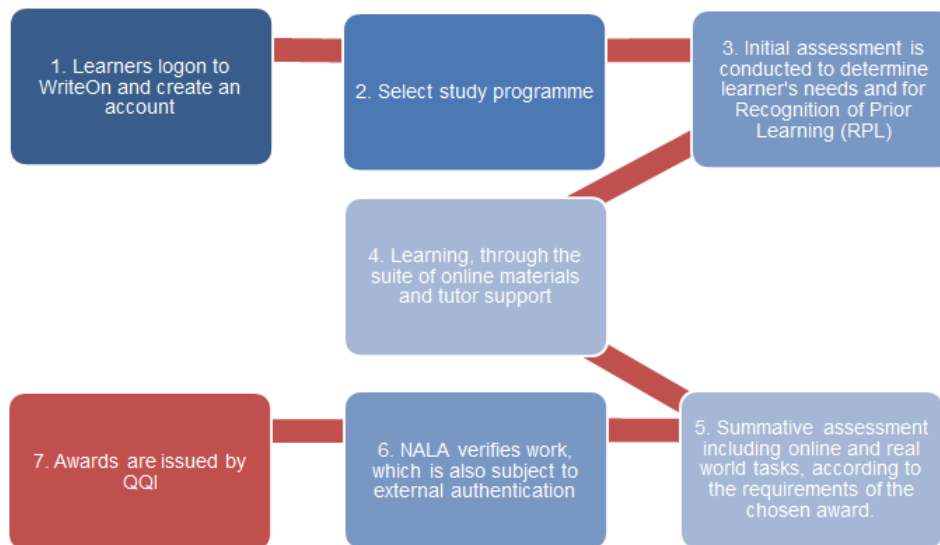 1. Learners logon to
WriteOn and create an
account
2. Select study programme
3. Initial assessment is
conducted to determine
learner's needs and for
Recognition of Prior
Learning (RPL)
4. Learning, through the
suite of online materials
and tutor support
5. Summative assessment
including online and real
world tasks, according to
the requirements of the
chosen award.
6. NALA verifies work,
which is also subject to
external authentication
7. Awards are issued by
QQI